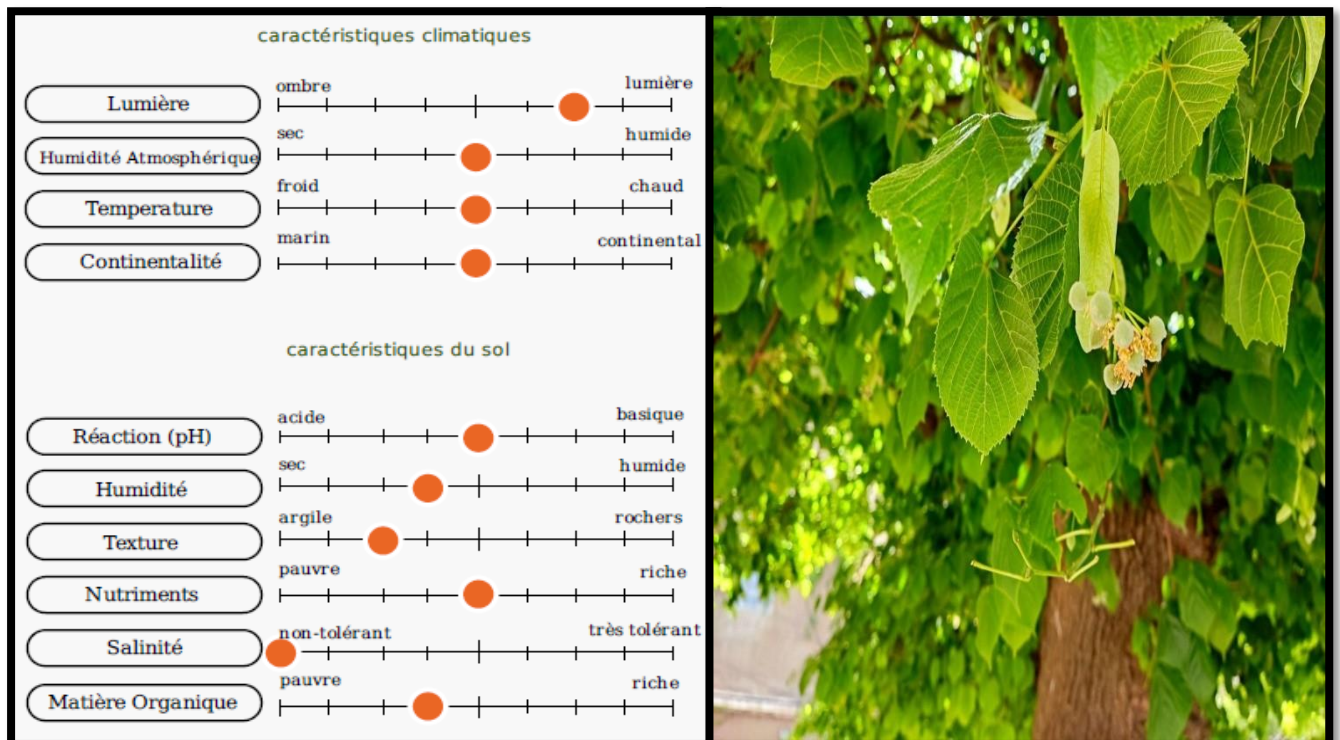 caractéristiques climatiques
ombre lumière
Lumière
sec humide
Humidité Atmosphérique
froid chaud
Temperature
marin continental
Continentalité
caractéristiques du sol
acide basique
Réaction (pH)
sec humide
Humidité
argile rochers
Texture
pauvre riche
Nutriments
non-tolérant très tolérant
Salinité
pauvre riche
Matière Organique